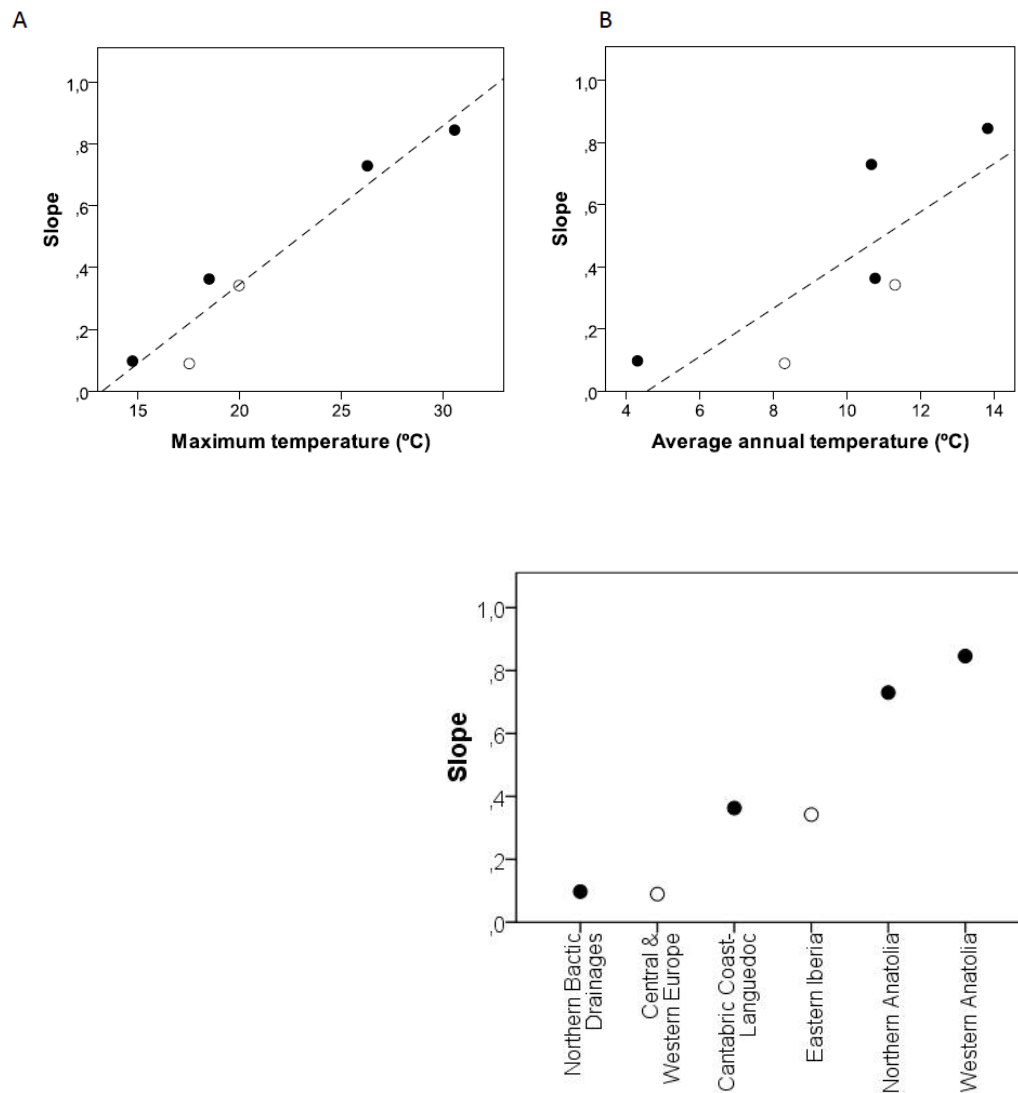 A
B
1,0
,8
,6
,4
,2
,0
Slope
15
20
25
30
Maximum temperature (ºC)
1,0
,8
,6
,4
,2
,0
Slope
4
6
8
10
12
14
Average annual temperature (ºC)
1,0
,8
,6
,4
,2
,0
Slope
Northern Bactic
Drainages
Central &
Western Europe
Cantabric Coast-
Languedoc
Eastern Iberia
Northern Anatolia
Western Anatolia